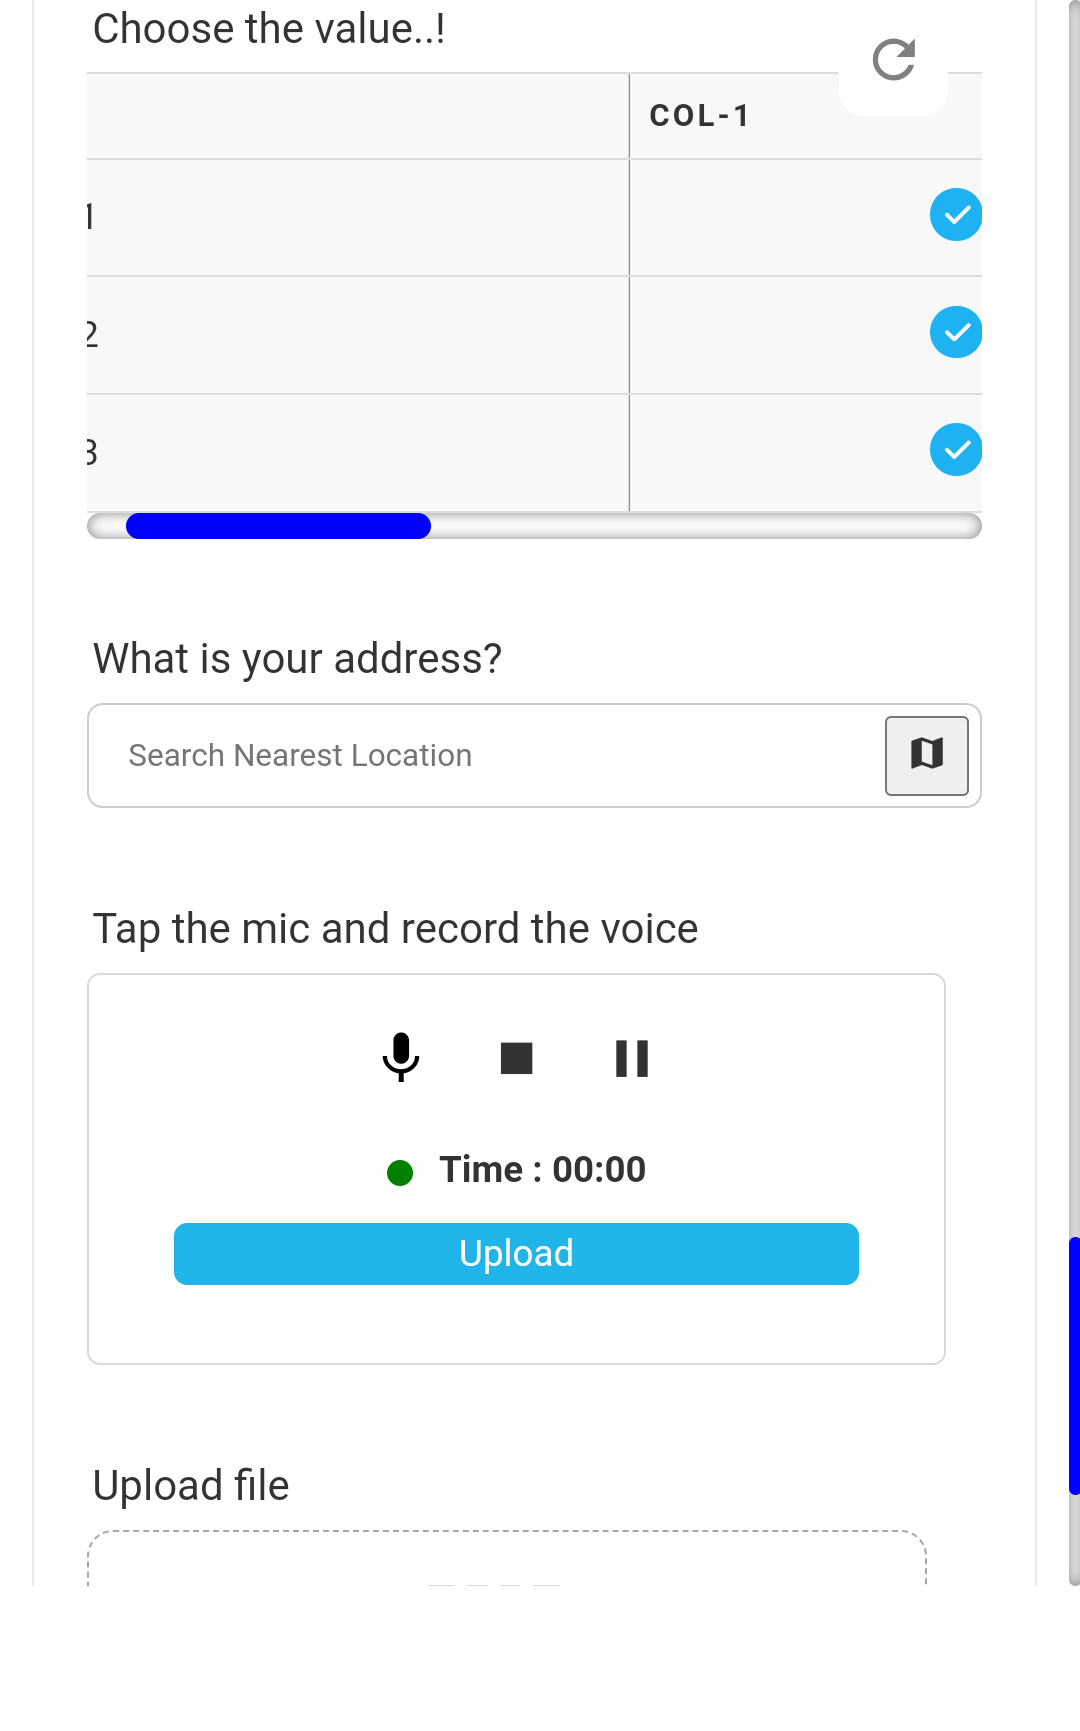 Choose the value..!
COL-1
1
2
3
What is your address?
Search Nearest Location
Tap the mic and record the voice
Time : 00:00
Upload
Upload file